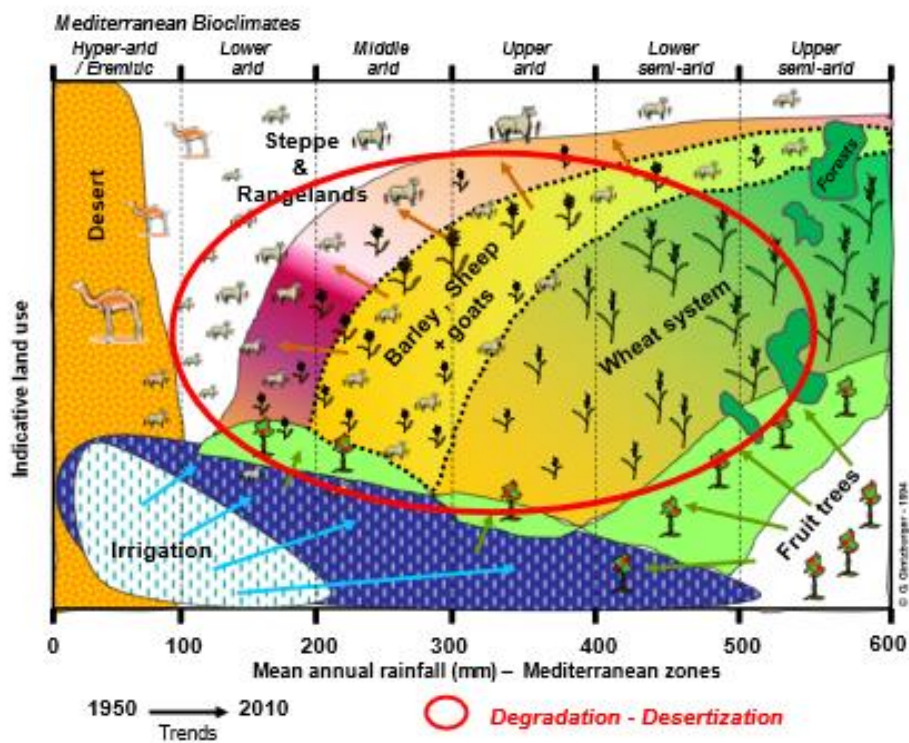 Mediterranean Bioclimates
Hyper-arid / Eremitic
Lower arid
Middle arid
Upper arid
Lower semi-arid
Upper semi-arid
Indicative land use
Desert
Steppe
&
Rangelands
Barley, Sheep
+ goats
Wheat system
Forests
Irrigation
Fruit trees
© G. Gintzburger - 1994
0 100 200 300 400 500 600
Mean annual rainfall (mm) – Mediterranean zones
1950 2010
Trends
Degradation - Desertization